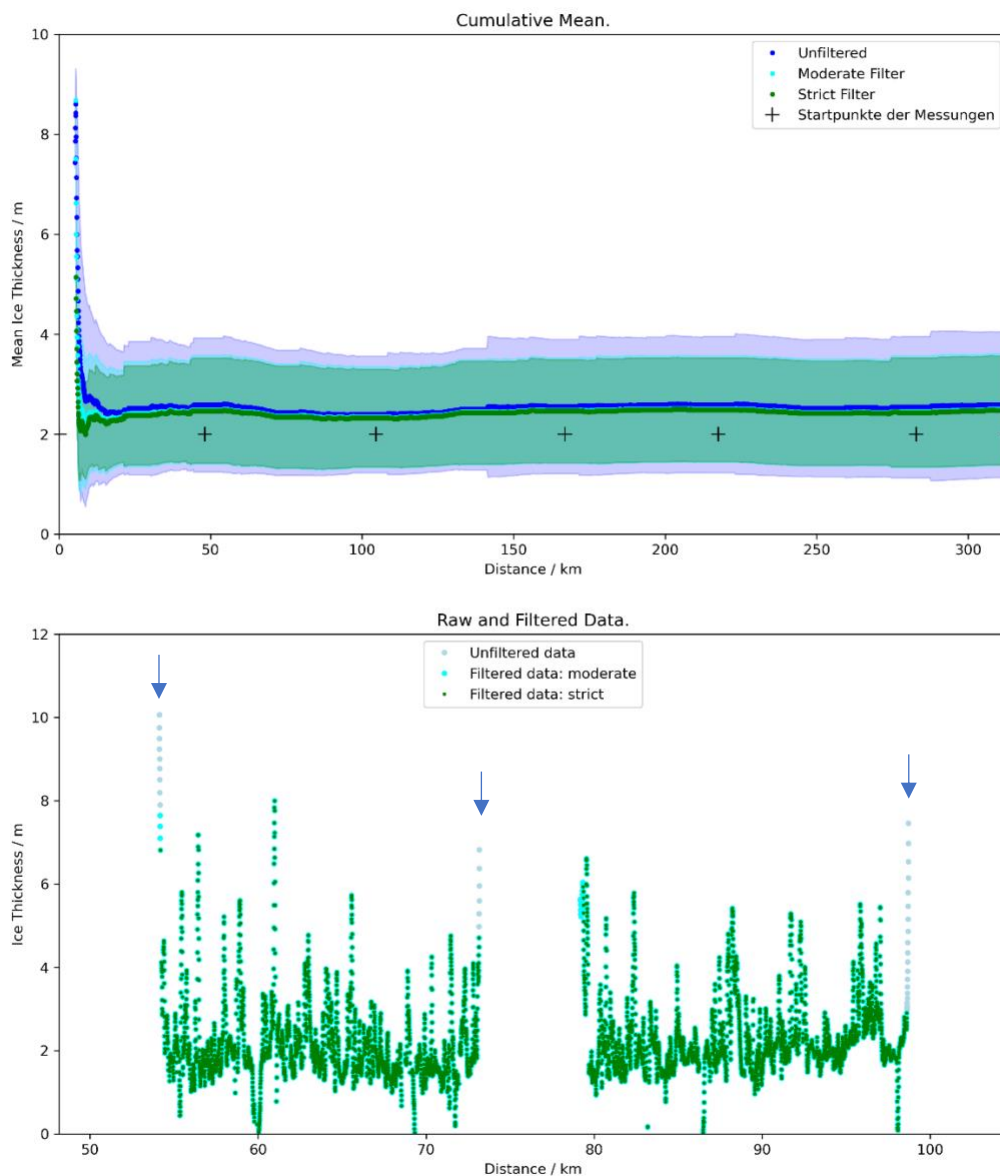 Cumulative Mean.
10
8
6
4
2
0
Mean Ice Thickness / m
Unfiltered
Moderate Filter
Strict Filter
Startpunkte der Messungen
0 50 100 150 200 250 300
Distance / km
Raw and Filtered Data.
12
10
8
6
4
2
0
Ice Thickness / m
Unfiltered data
Filtered data: moderate
Filtered data: strict
50 60 70 80 90 100
Distance / km